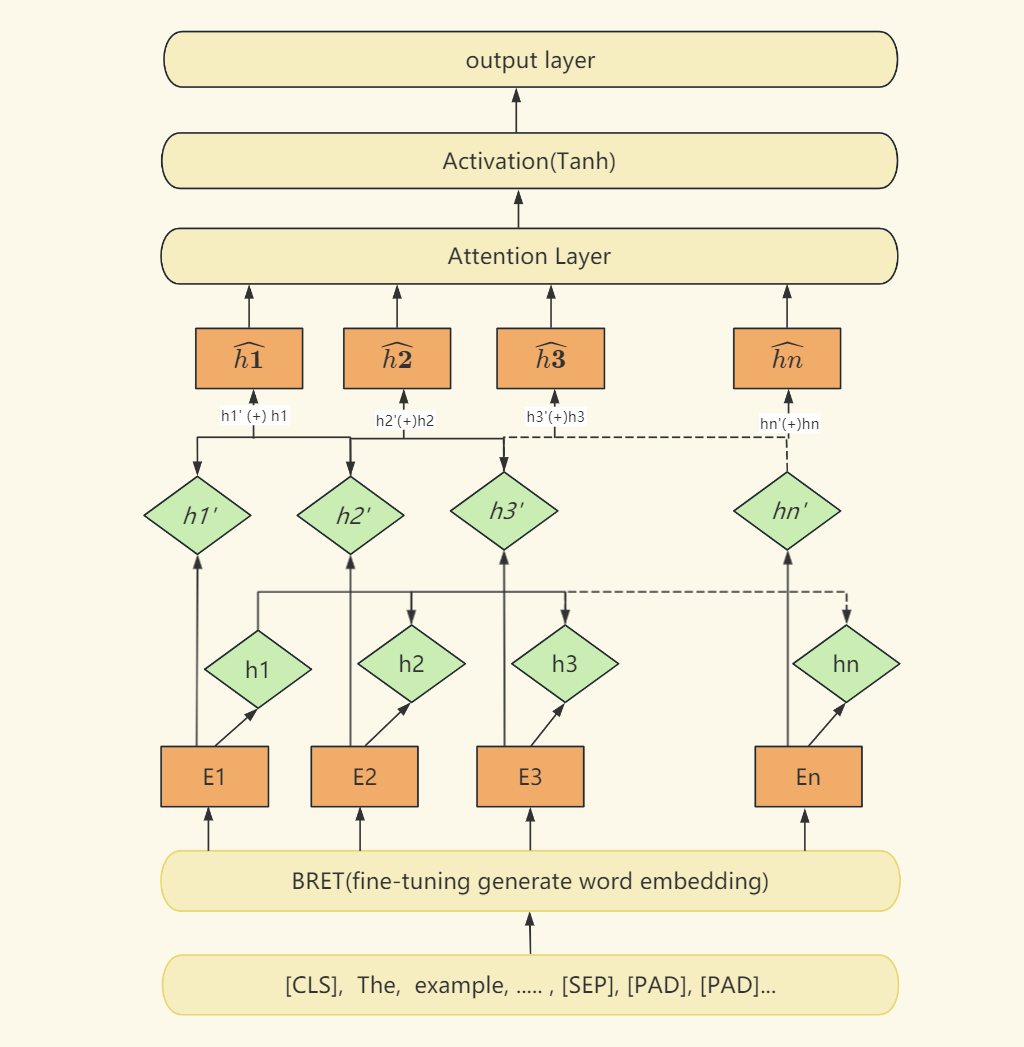 output layer
Activation(Tanh)
Attention Layer
$\widehat{h\mathbf{1}}$ $\widehat{h\mathbf{2}}$ $\widehat{h\mathbf{3}}$ $\widehat{hn}$
h1' (+) h1 h2'(+)h2 h3'(+)h3 hn'(+)hn
h1' h2' h3' hn'
h1 h2 h3 hn
E1 E2 E3 En
BRET(fine-tuning generate word embedding)
[CLS], The, example, ..... , [SEP], [PAD], [PAD]...